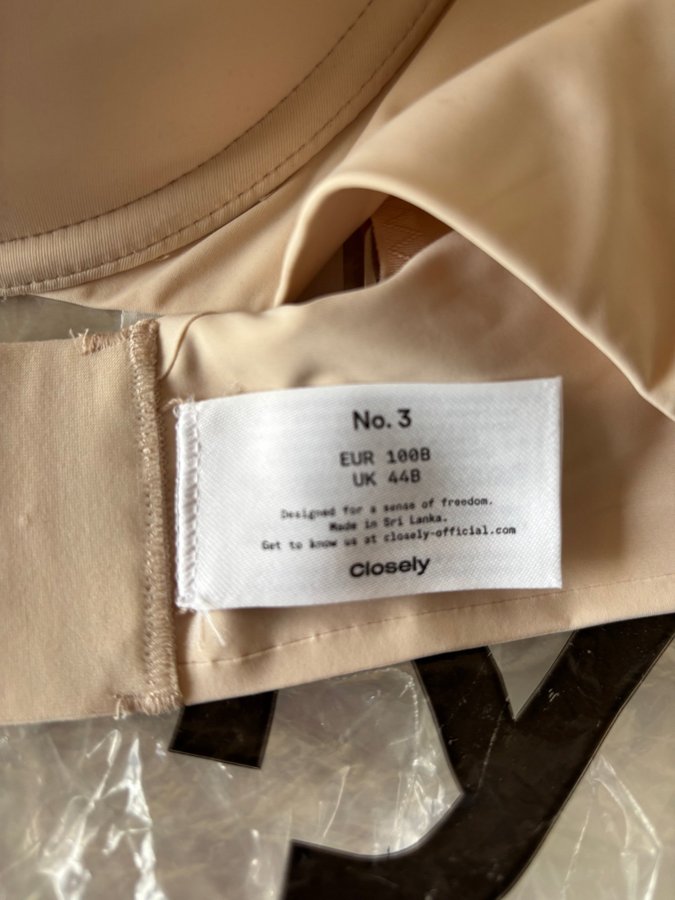 No. 3
EUR 100B
UK 44B
Designed for a sense of freedom.
Made in Sri Lanka.
Get to know us at closely-official.com
Closely